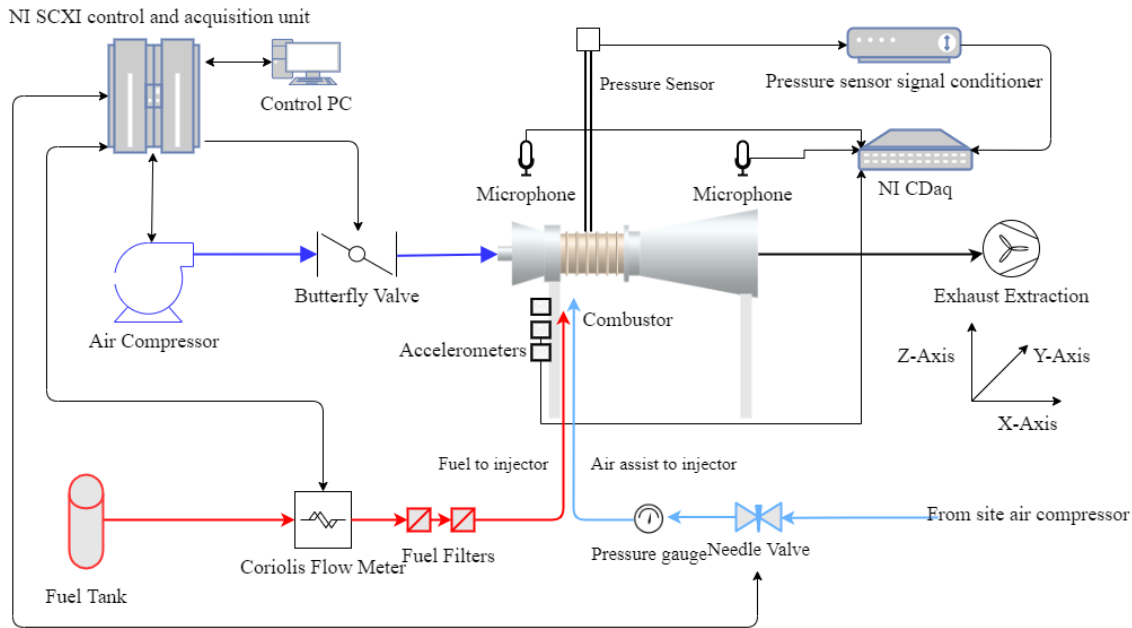 NI SCXI control and acquisition unit
Control PC
Pressure Sensor
Pressure sensor signal conditioner
Microphone
Microphone
NI CDaq
Butterfly Valve
Exhaust Extraction
Air Compressor
Combustor
Accelerometers
Z-Axis
Y-Axis
X-Axis
Fuel to injector
Air assist to injector
From site air compressor
Fuel Filters
Pressure gauge
Needle Valve
Coriolis Flow Meter
Fuel Tank